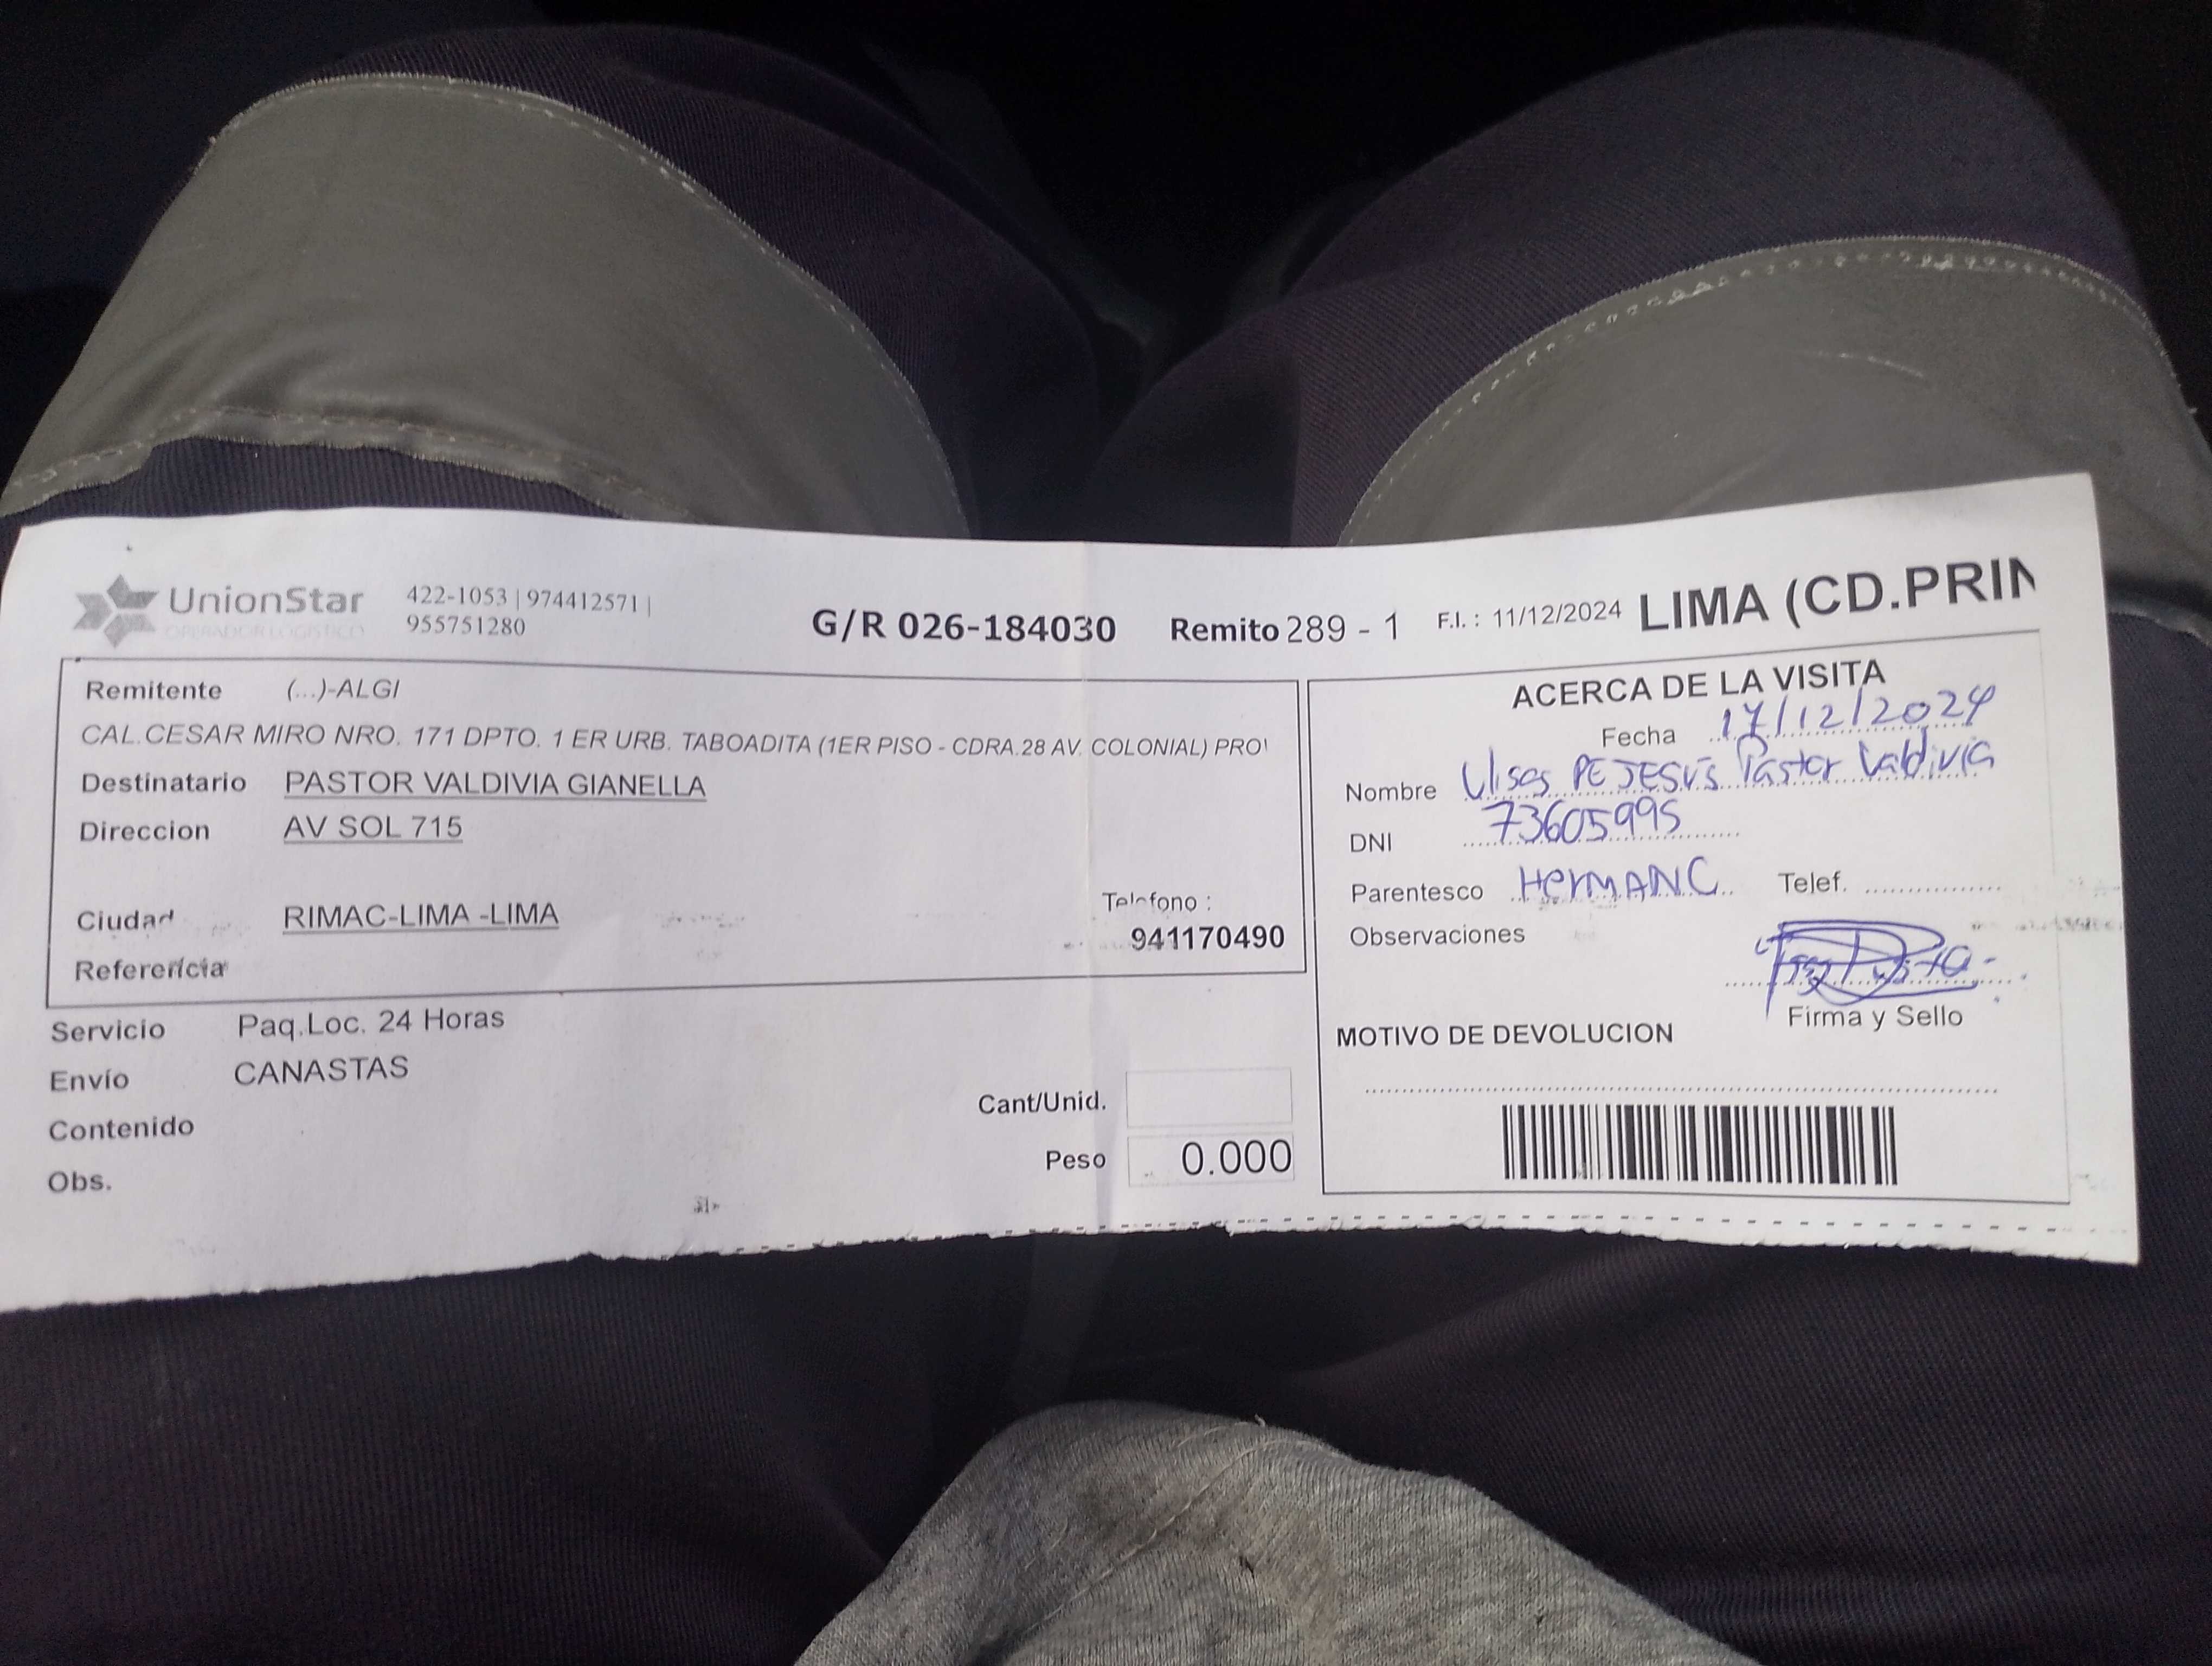 UnionStar
OPERADOR LOGISTICO
422-1053 | 974412571 |
955751280
G/R 026-184030 Remito 289 - 1 F.I. : 11/12/2024 LIMA (CD.PRIN
Remitente (...)-ALGI
CAL.CESAR MIRO NRO. 171 DPTO. 1 ER URB. TABOADITA (1ER PISO - CDRA.28 AV. COLONIAL) PRO
Destinatario PASTOR VALDIVIA GIANELLA
Direccion AV SOL 715
Ciudad RIMAC-LIMA -LIMA
Telefono :
941170490
Referencia
Servicio Paq.Loc. 24 Horas
Envío CANASTAS
Contenido
Obs.
Cant/Unid.
Peso 0.000
ACERCA DE LA VISITA
Fecha 17/12/2024
Nombre Ulises DE JESÚS Pastor Valdivia
DNI 73605995
Parentesco HermANO Telef.
Observaciones
Firma y Sello
MOTIVO DE DEVOLUCION